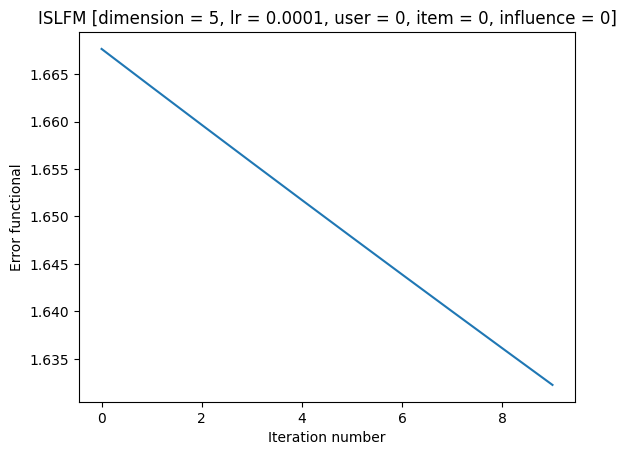 ISLFM [dimension = 5, lr = 0.0001, user = 0, item = 0, influence = 0]
1.665
1.660
1.655
1.650
1.645
1.640
1.635
Error functional
0 2 4 6 8
Iteration number